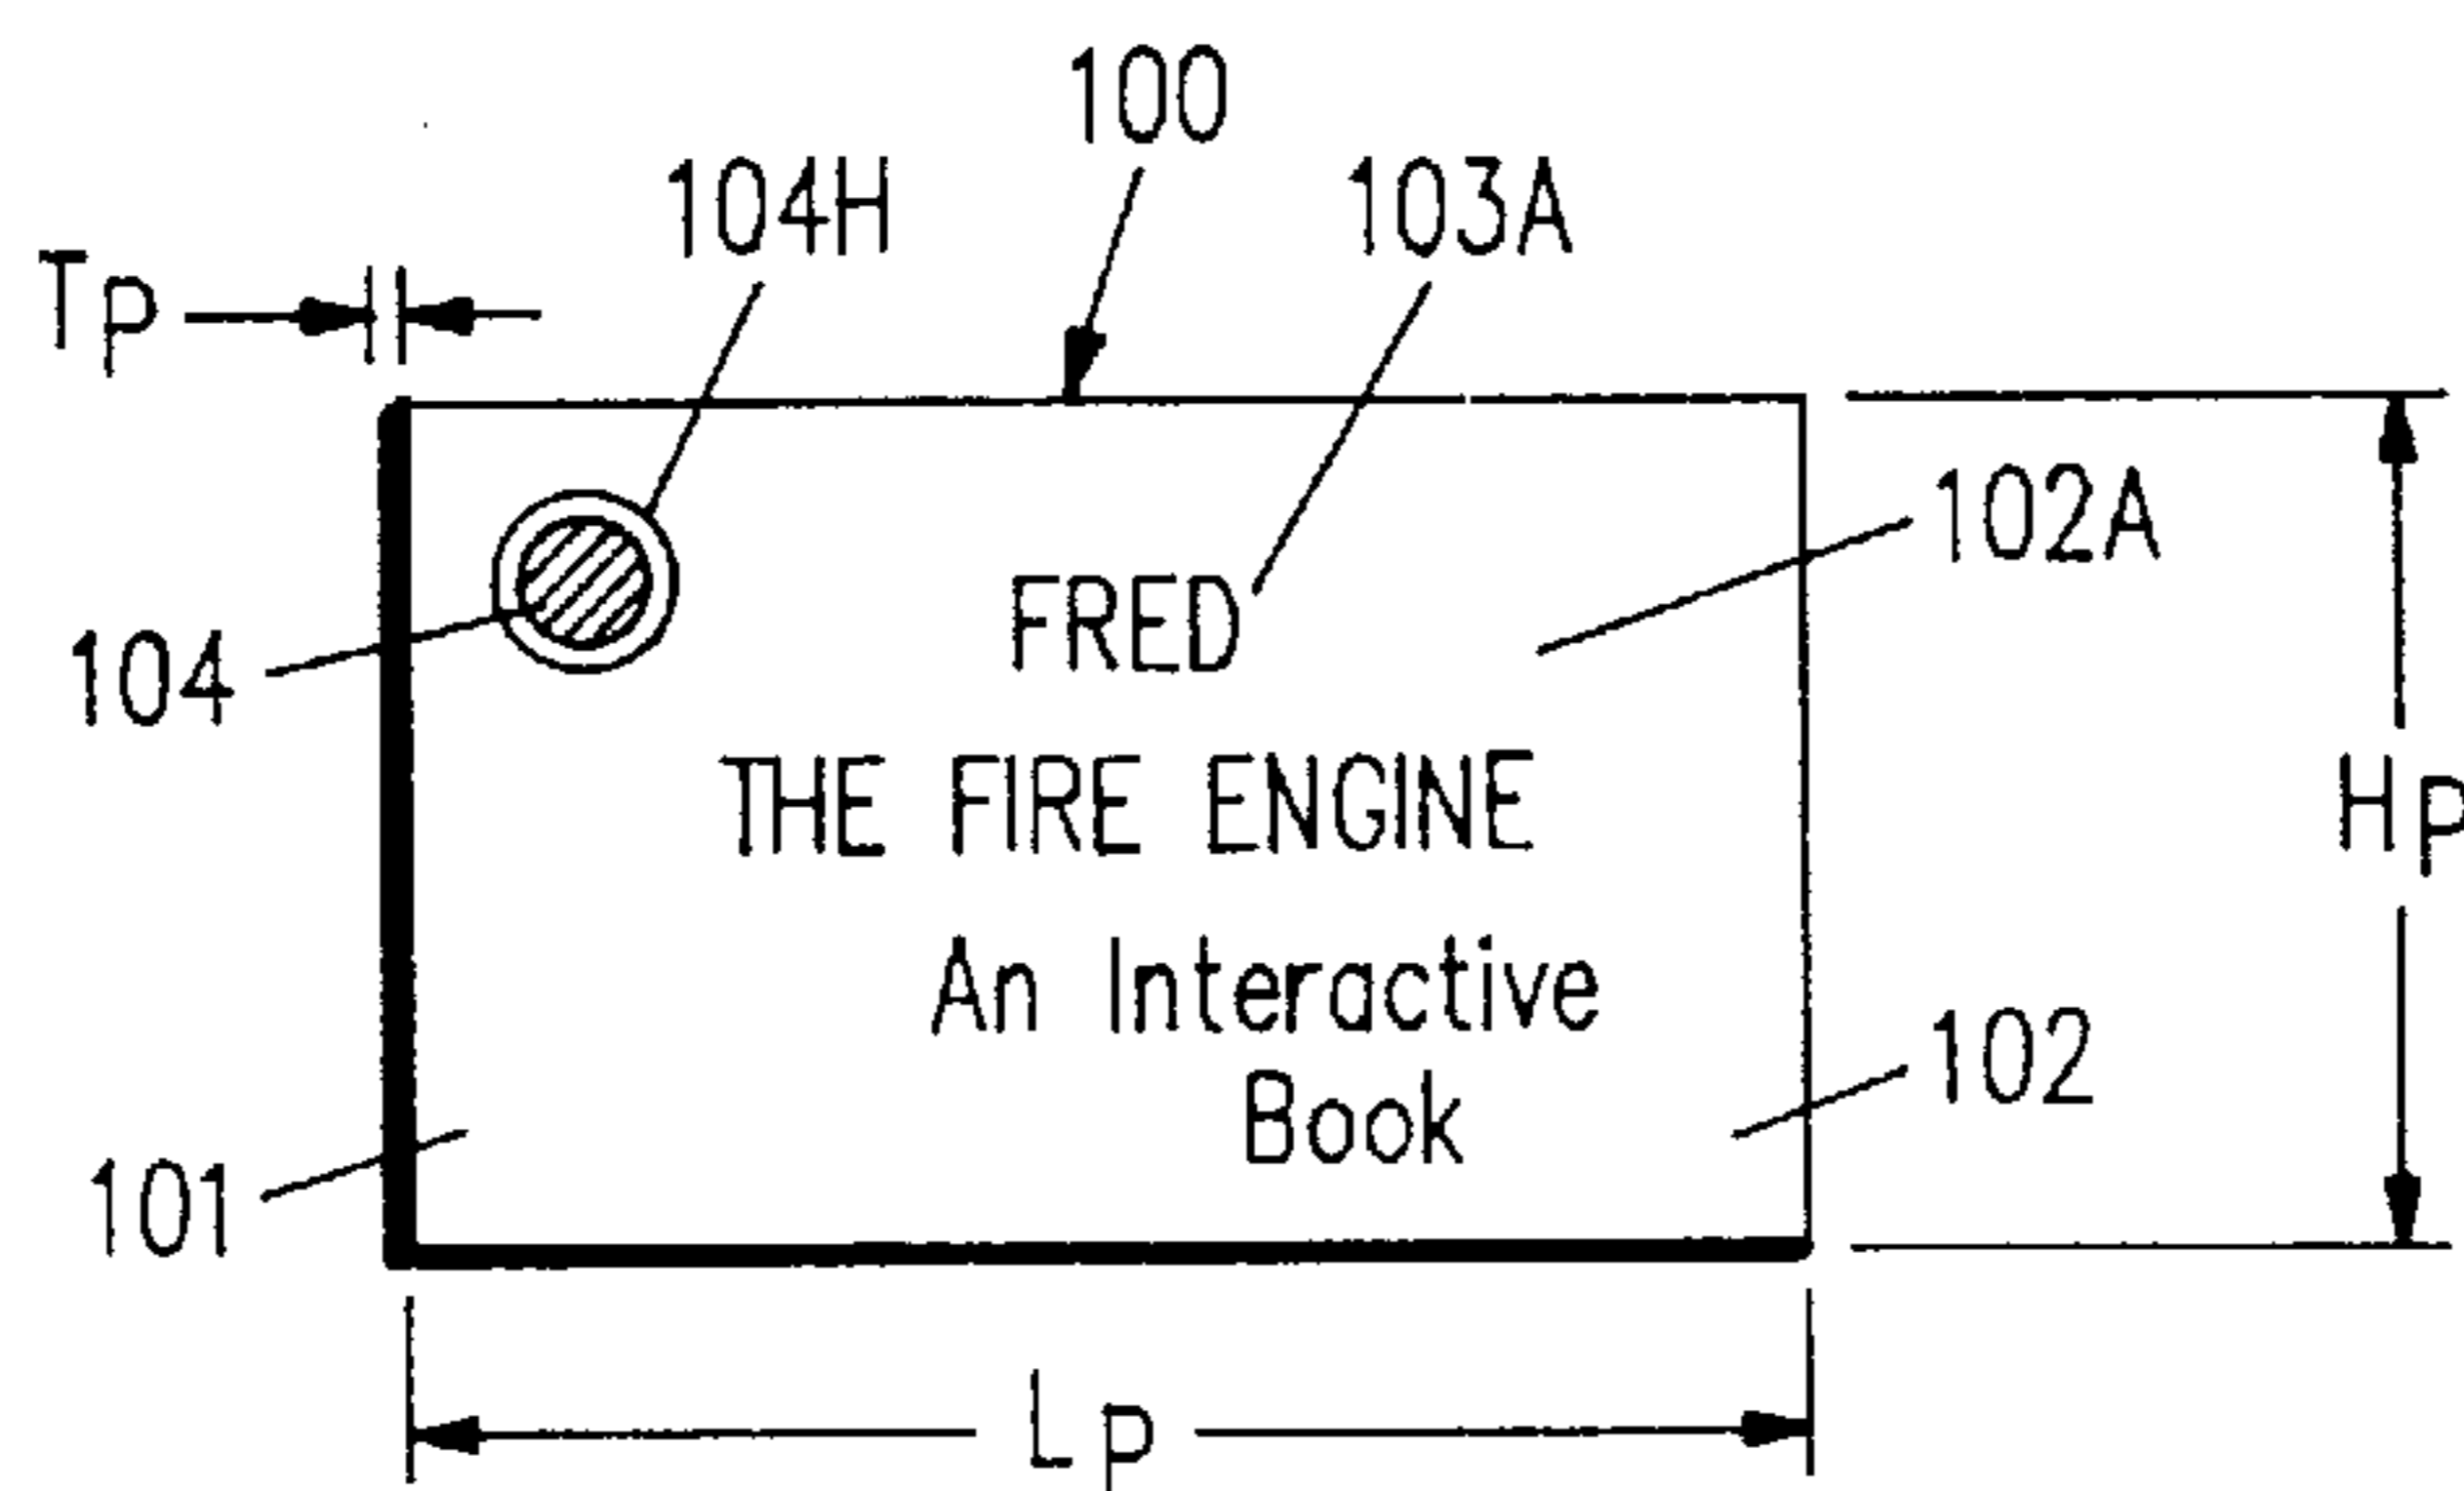 100
104H 103A
TP
102A
FRED
104
THE FIRE ENGINE
HP
An Interactive
102
Book
101
LP